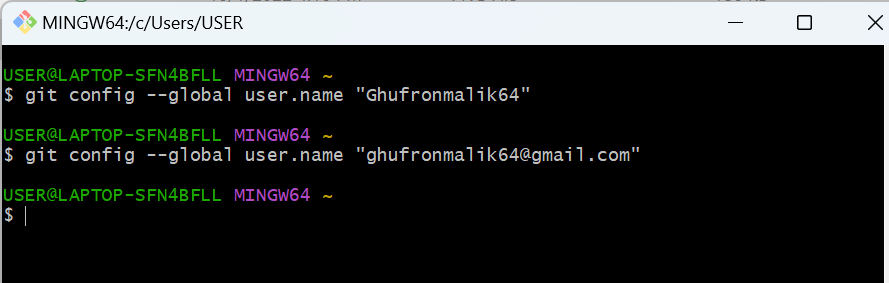 MINGW64:/c/Users/USER
USER@LAPTOP-SFN4BFLL MINGW64 ~
$ git config --global user.name "Ghufronmalik64"
USER@LAPTOP-SFN4BFLL MINGW64 ~
$ git config --global user.name "ghufronmalik64@gmail.com"
USER@LAPTOP-SFN4BFLL MINGW64 ~
$